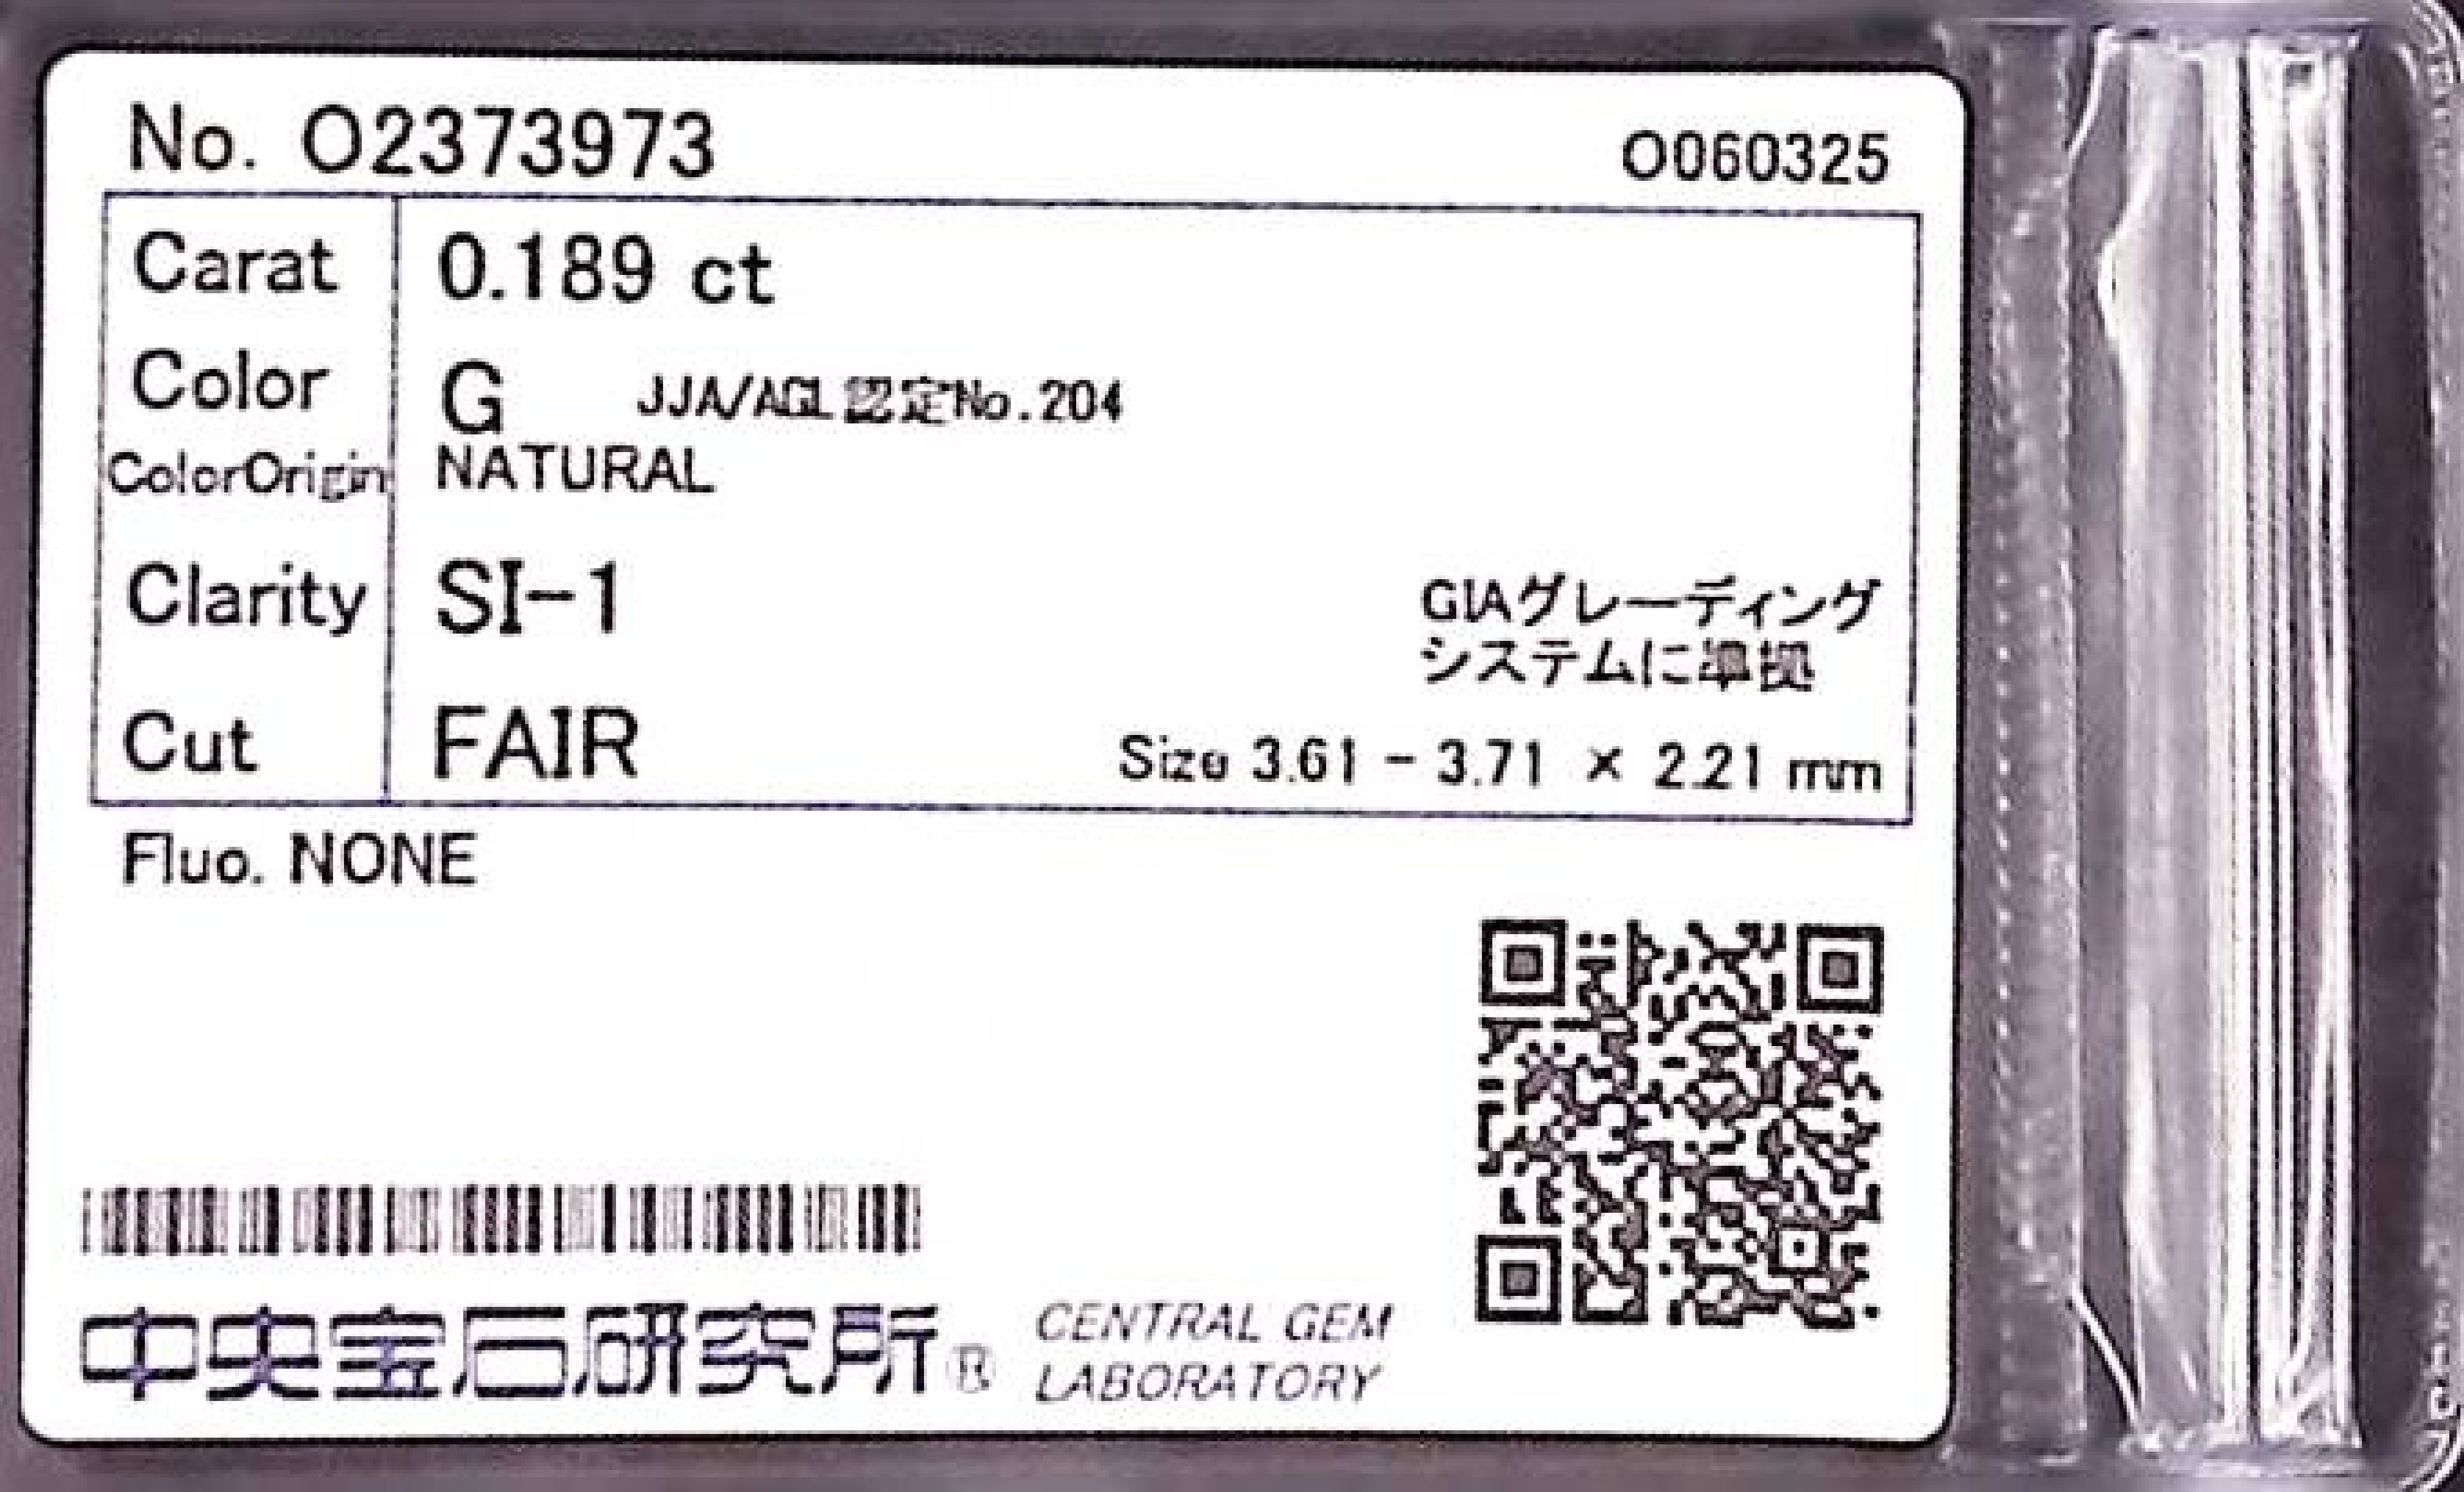 No. O2373973 O060325
Carat 0.189 ct
Color G JJA/AGL認定No.204
ColorOrigin NATURAL
Clarity SI-1
GIAグレーディング
システムに準拠
Cut FAIR Size 3.61 - 3.71 × 2.21 mm
Fluo. NONE
中央宝石研究所® CENTRAL GEM
LABORATORY